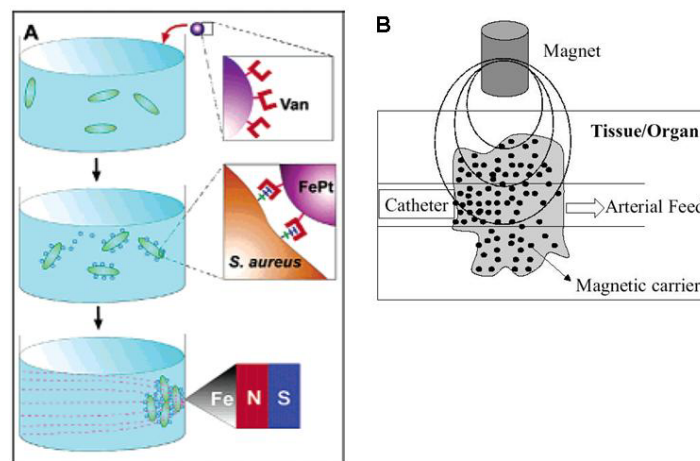 A
Van
FePt
S. aureus
Fe N S
B
Magnet
Tissue/Organ
Catheter
Arterial Feed
Magnetic carrier